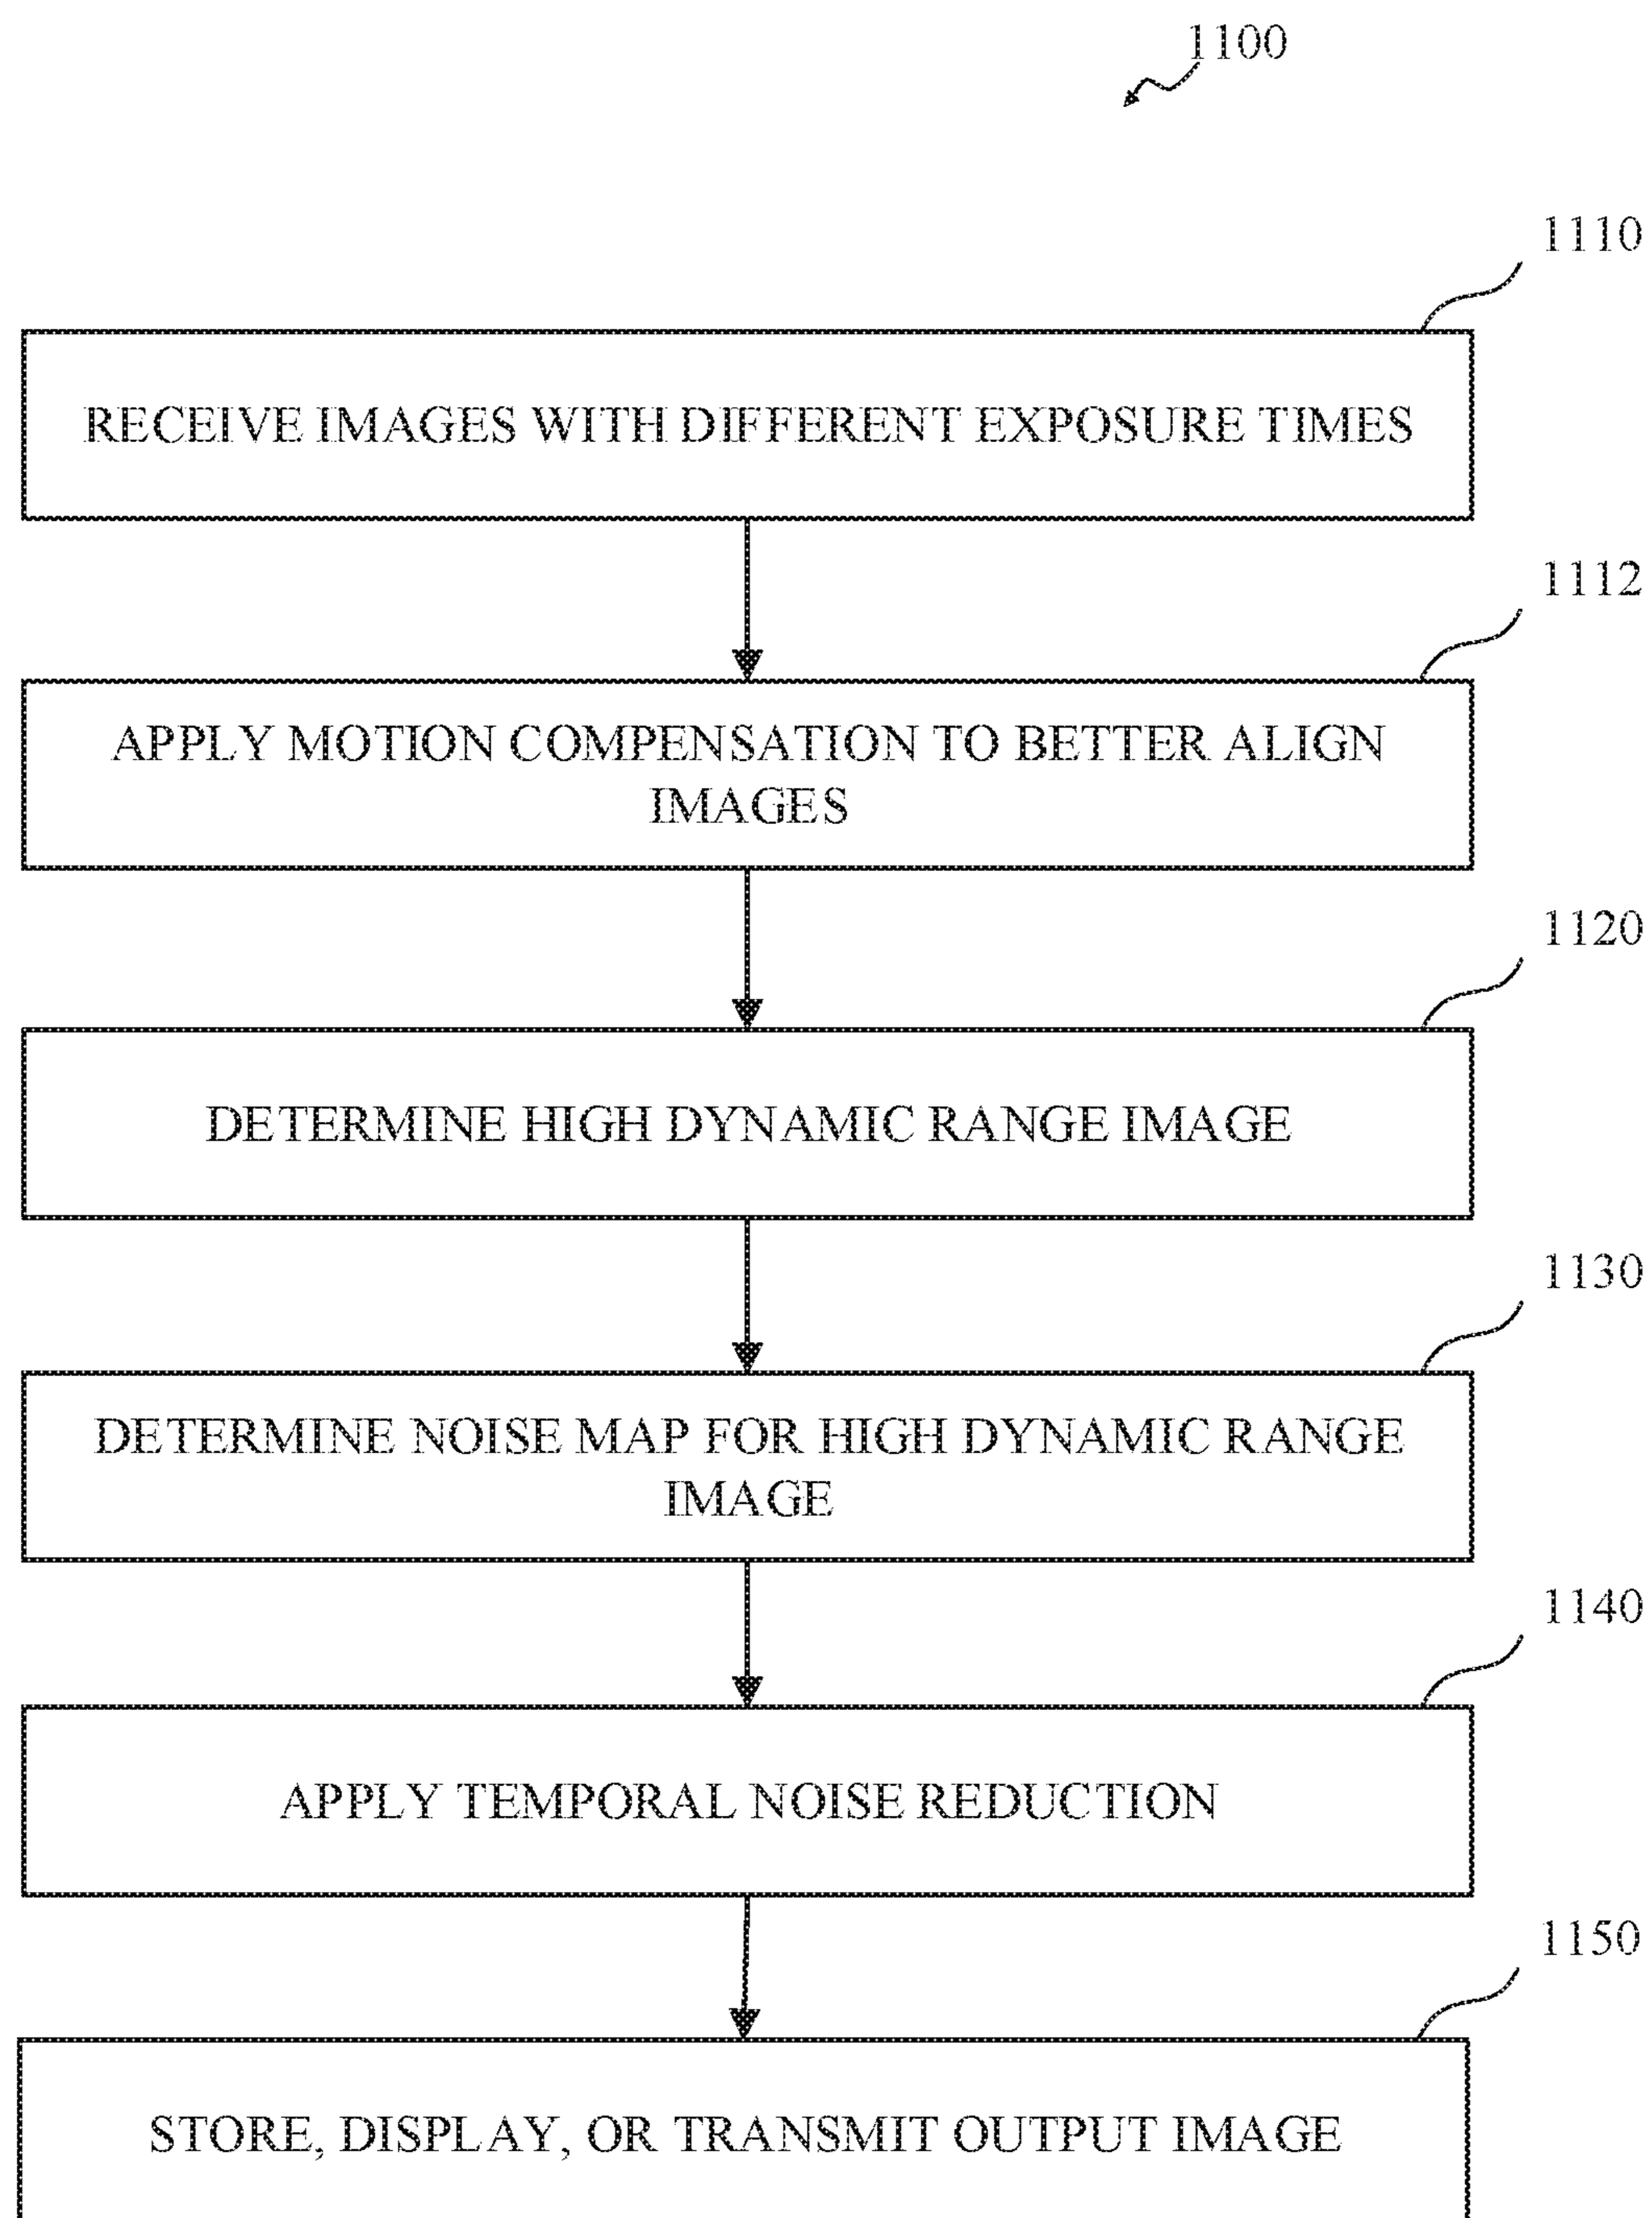 1100
1110
RECEIVE IMAGES WITH DIFFERENT EXPOSURE TIMES
1112
APPLY MOTION COMPENSATION TO BETTER ALIGN
IMAGES
1120
DETERMINE HIGH DYNAMIC RANGE IMAGE
1130
DETERMINE NOISE MAP FOR HIGH DYNAMIC RANGE
IMAGE
1140
APPLY TEMPORAL NOISE REDUCTION
1150
STORE, DISPLAY, OR TRANSMIT OUTPUT IMAGE